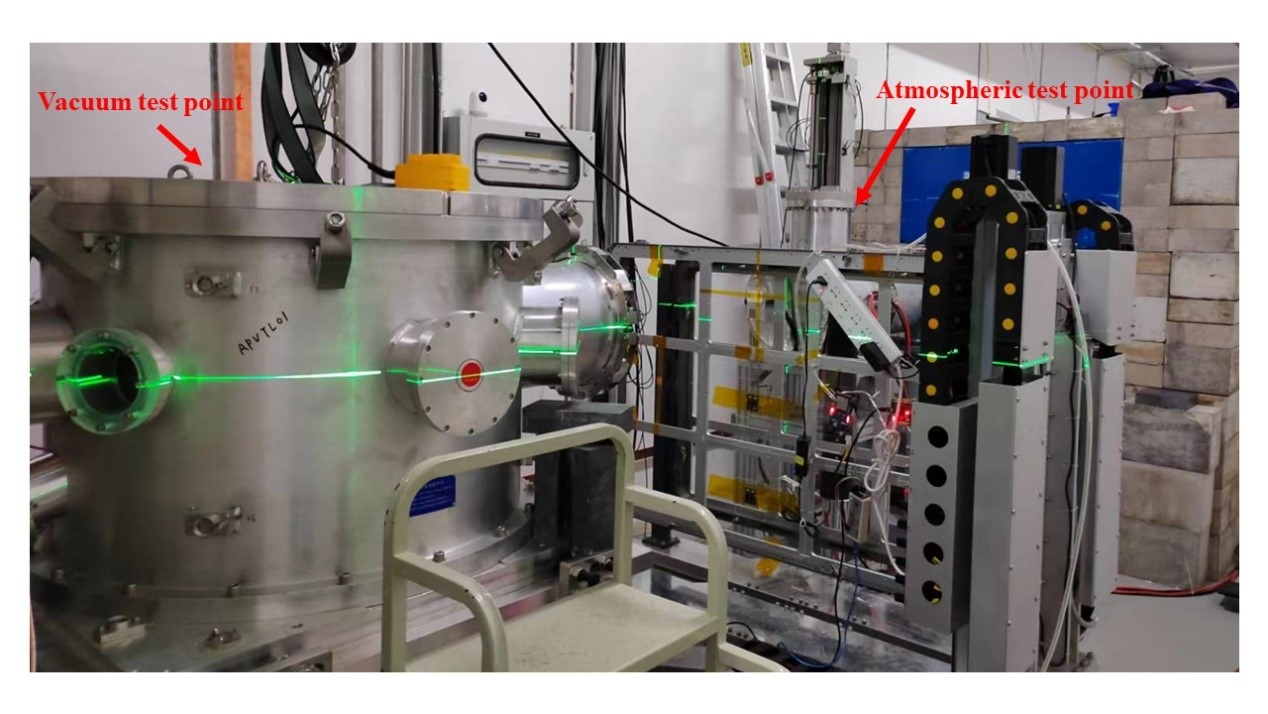 Vacuum test point
Atmospheric test point
APVTL01